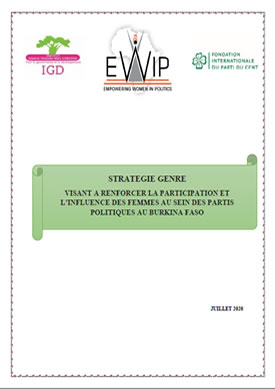 IGD
EWIP
EMPOWERING WOMEN IN POLITICS
FONDATION
INTERNATIONALE
DU PARTI DU CENT
STRATEGIE GENRE
VISANT A RENFORCER LA PARTICIPATION ET
L'INFLUENCE DES FEMMES AU SEIN DES PARTIS
POLITIQUES AU BURKINA FASO
JUILLET 2020